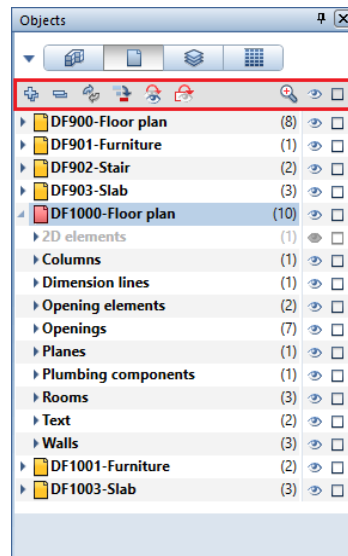 Objects
DF900-Floor plan (8)
DF901-Furniture (1)
DF902-Stair (2)
DF903-Slab (3)
DF1000-Floor plan (10)
2D elements (1)
Columns (1)
Dimension lines (1)
Opening elements (2)
Openings (7)
Planes (1)
Plumbing components (1)
Rooms (3)
Text (2)
Walls (3)
DF1001-Furniture (2)
DF1003-Slab (3)